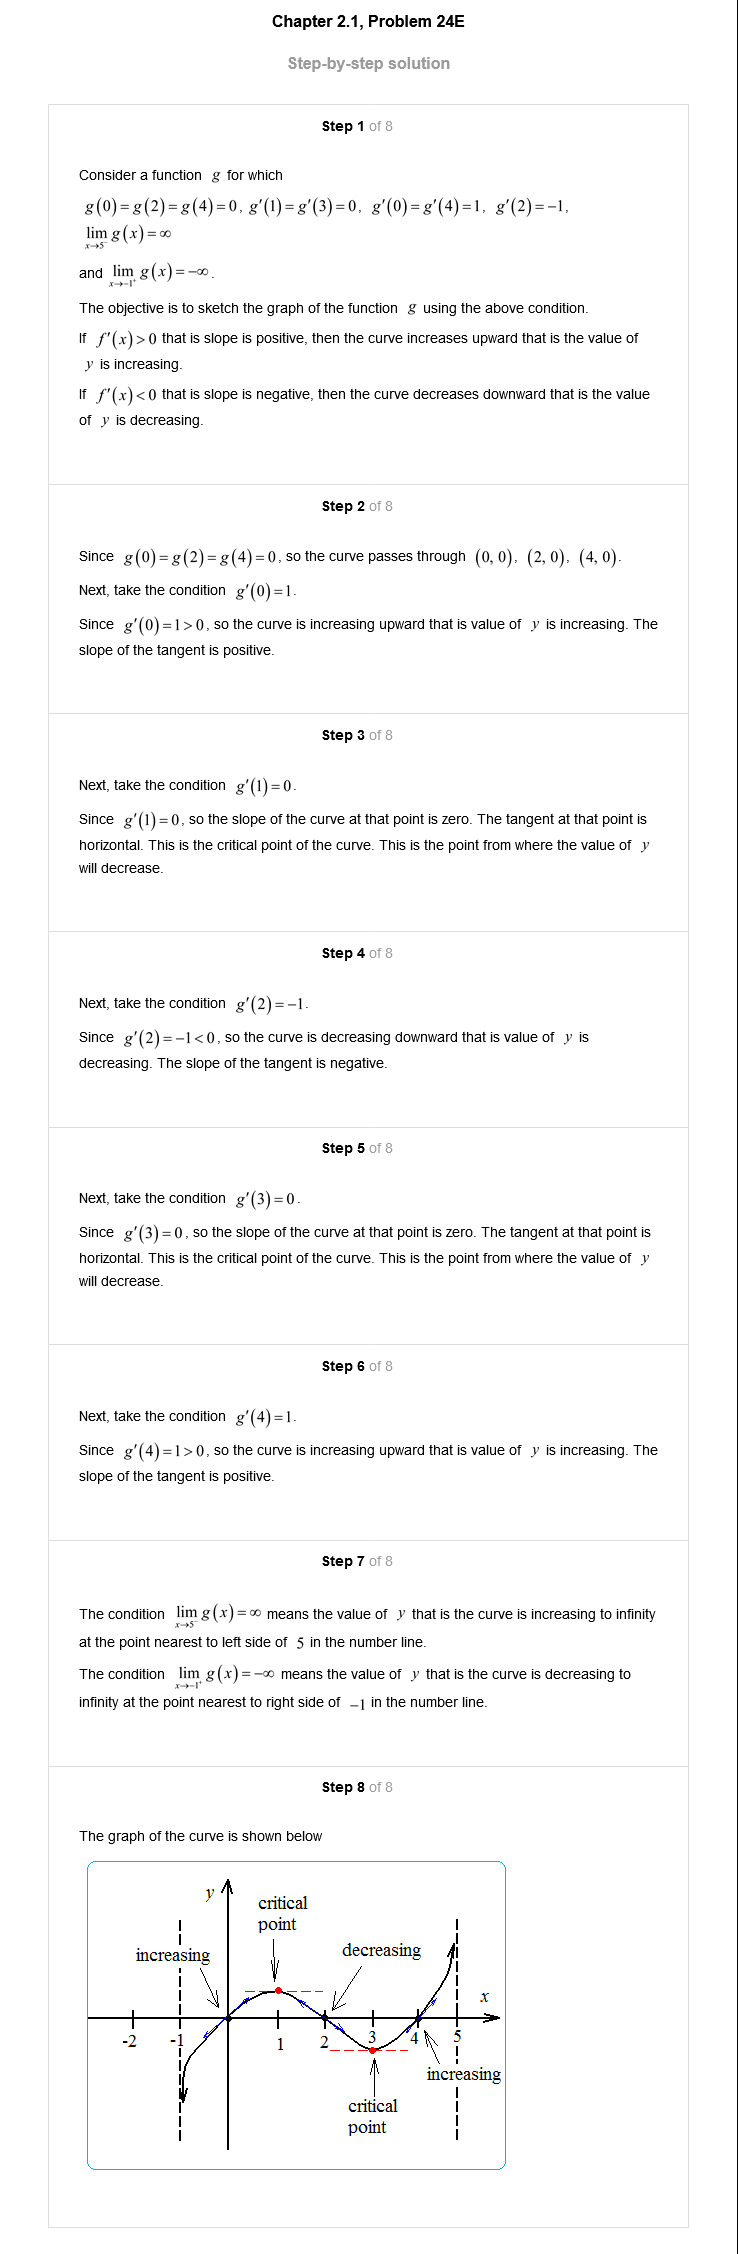 Chapter 2.1, Problem 24E
Step-by-step solution
Step 1 of 8
Consider a function g for which
g(0)=g(2)=g(4)=0, g′(1)=g′(3)=0, g′(0)=g′(4)=1, g′(2)=−1,
lim g(x)=∞
x→5⁻
and lim g(x)=−∞.
x→−1⁺
The objective is to sketch the graph of the function g using the above condition.
If f′(x)>0 that is slope is positive, then the curve increases upward that is the value of
y is increasing.
If f′(x)<0 that is slope is negative, then the curve decreases downward that is the value
of y is decreasing.
Step 2 of 8
Since g(0)=g(2)=g(4)=0, so the curve passes through (0,0), (2,0), (4,0).
Next, take the condition g′(0)=1.
Since g′(0)=1>0, so the curve is increasing upward that is value of y is increasing. The
slope of the tangent is positive.
Step 3 of 8
Next, take the condition g′(1)=0.
Since g′(1)=0, so the slope of the curve at that point is zero. The tangent at that point is
horizontal. This is the critical point of the curve. This is the point from where the value of y
will decrease.
Step 4 of 8
Next, take the condition g′(2)=−1.
Since g′(2)=−1<0, so the curve is decreasing downward that is value of y is
decreasing. The slope of the tangent is negative.
Step 5 of 8
Next, take the condition g′(3)=0.
Since g′(3)=0, so the slope of the curve at that point is zero. The tangent at that point is
horizontal. This is the critical point of the curve. This is the point from where the value of y
will decrease.
Step 6 of 8
Next, take the condition g′(4)=1.
Since g′(4)=1>0, so the curve is increasing upward that is value of y is increasing. The
slope of the tangent is positive.
Step 7 of 8
The condition lim g(x)=∞ means the value of y that is the curve is increasing to infinity
x→5⁻
at the point nearest to left side of 5 in the number line.
The condition lim g(x)=−∞ means the value of y that is the curve is decreasing to
x→−1⁺
infinity at the point nearest to right side of −1 in the number line.
Step 8 of 8
The graph of the curve is shown below
y
critical
point
increasing
decreasing
x
-2 -1 1 2 3 4 5
increasing
critical
point